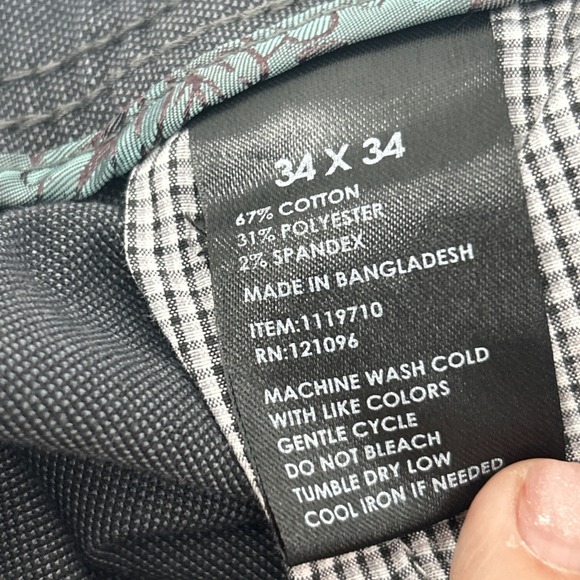 34 X 34
67% COTTON
31% POLYESTER
2% SPANDEX
MADE IN BANGLADESH
ITEM:1119710
RN:121096
MACHINE WASH COLD
WITH LIKE COLORS
GENTLE CYCLE
DO NOT BLEACH
TUMBLE DRY LOW
COOL IRON IF NEEDED